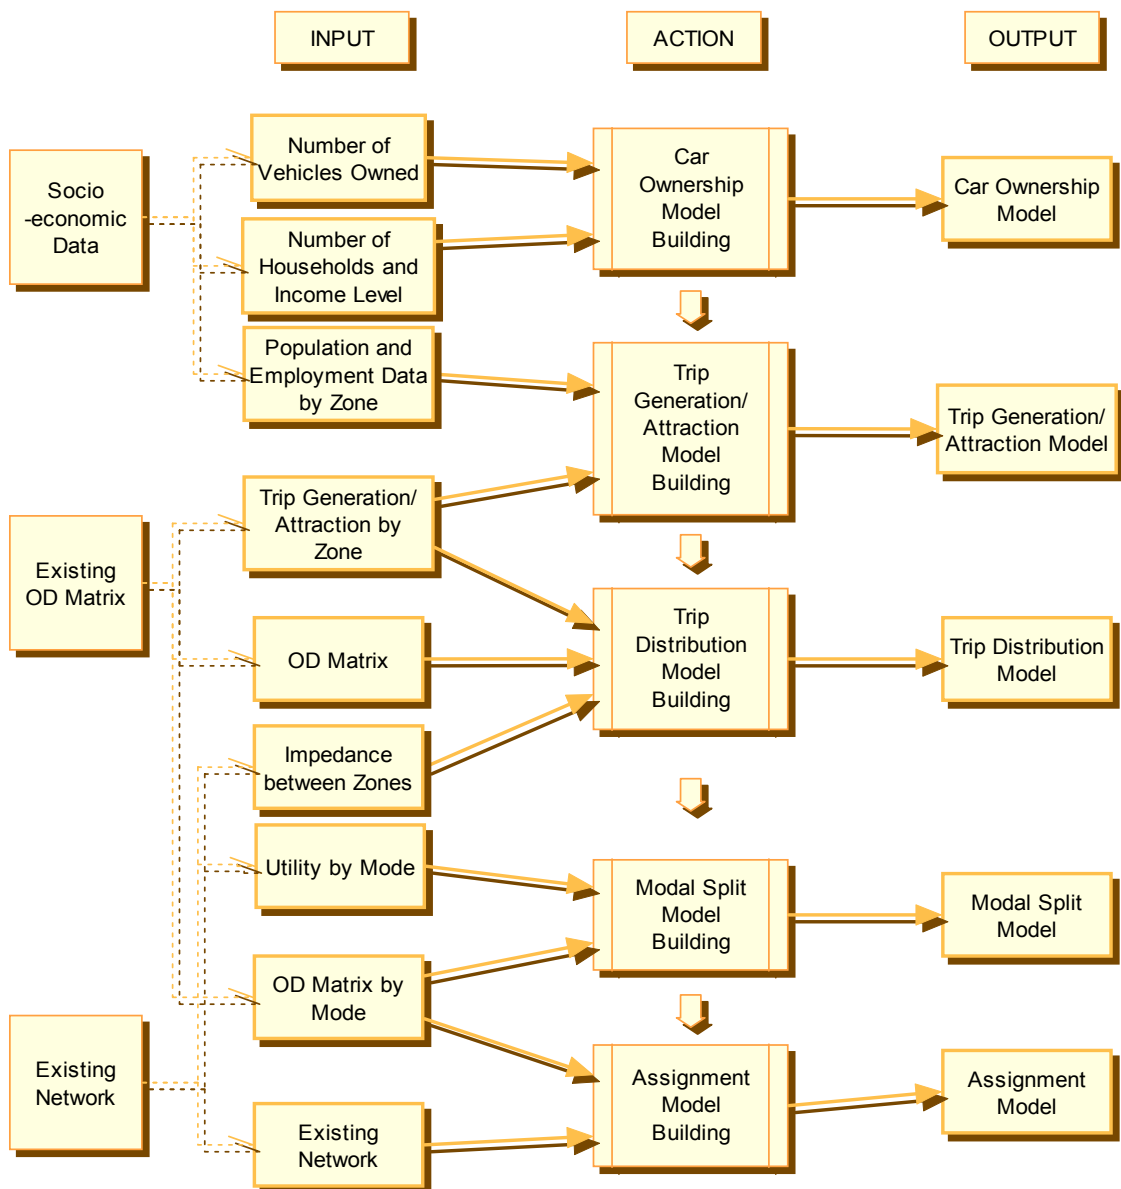 INPUT
ACTION
OUTPUT
Socio
-economic
Data
Number of
Vehicles Owned
Car
Ownership
Model
Building
Car Ownership
Model
Number of
Households and
Income Level
Population and
Employment Data
by Zone
Trip
Generation/
Attraction
Model
Building
Trip Generation/
Attraction Model
Existing
OD Matrix
Trip Generation/
Attraction by
Zone
OD Matrix
Trip
Distribution
Model
Building
Trip Distribution
Model
Impedance
between Zones
Utility by Mode
Modal Split
Model
Building
Modal Split
Model
OD Matrix by
Mode
Existing
Network
Assignment
Model
Building
Assignment
Model
Existing
Network